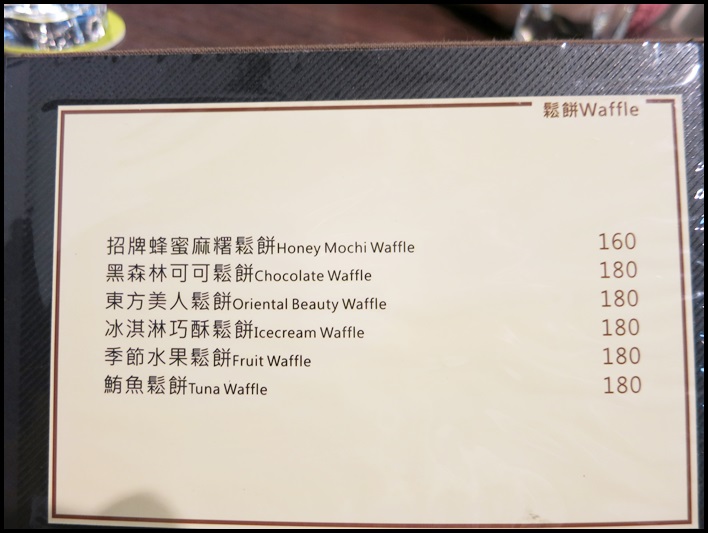 鬆餅Waffle
招牌蜂蜜麻糬鬆餅Honey Mochi Waffle 160
黑森林可可鬆餅Chocolate Waffle 180
東方美人鬆餅Oriental Beauty Waffle 180
冰淇淋巧酥鬆餅Icecream Waffle 180
季節水果鬆餅Fruit Waffle 180
鮪魚鬆餅Tuna Waffle 180